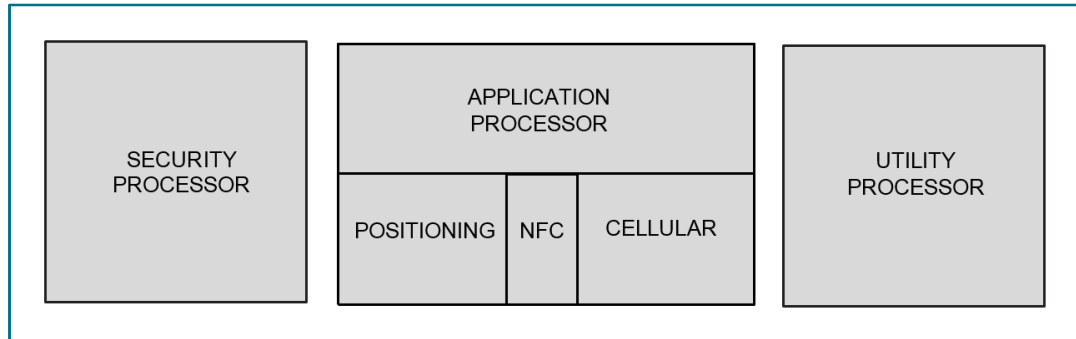 SECURITY
PROCESSOR
APPLICATION
PROCESSOR
POSITIONING
NFC
CELLULAR
UTILITY
PROCESSOR